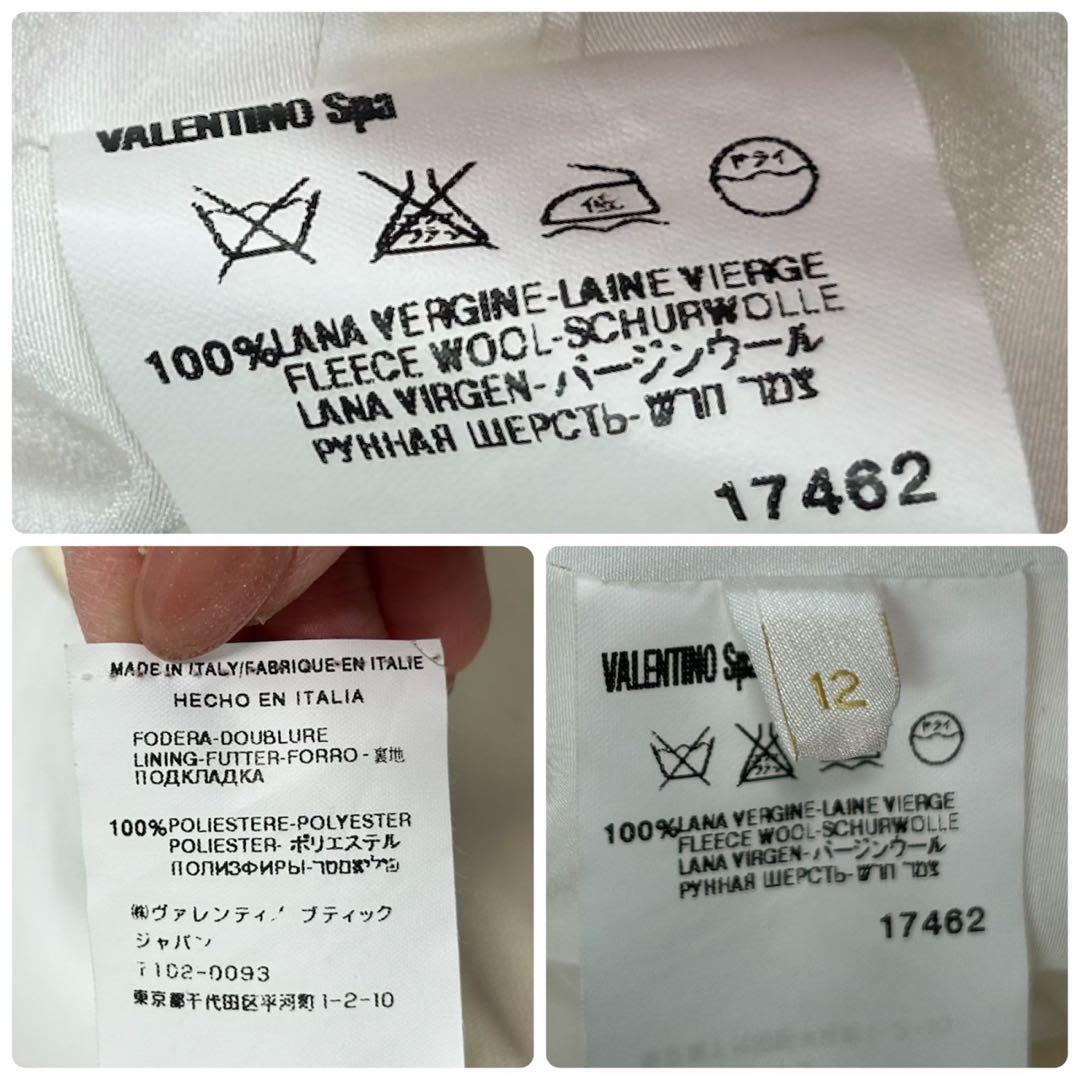 VALENTINO Spa
ドライ
低
100%LANA VERGINE-LAINE VIERGE
FLEECE WOOL-SCHURWOLLE
LANA VIRGEN-バージンウール
РУННАЯ ШЕРСТЬ-צמר חדש
17462
MADE IN ITALY/FABRIQUE EN ITALIE
HECHO EN ITALIA
FODERA-DOUBLURE
LINING-FUTTER-FORRO-裏地
ПОДКЛАДКА
100%POLIESTERE-POLYESTER
POLIESTER-ポリエステル
ПОЛИЭФИРЫ-
㈱ヴァレンティノ ブティック
ジャパン
〒102-0093
東京都千代田区平河町1-2-10
VALENTINO Spa
12
ドライ
100%LANA VERGINE-LAINE VIERGE
FLEECE WOOL-SCHURWOLLE
LANA VIRGEN-バージンウール
РУННАЯ ШЕРСТЬ-צמר חדש
17462